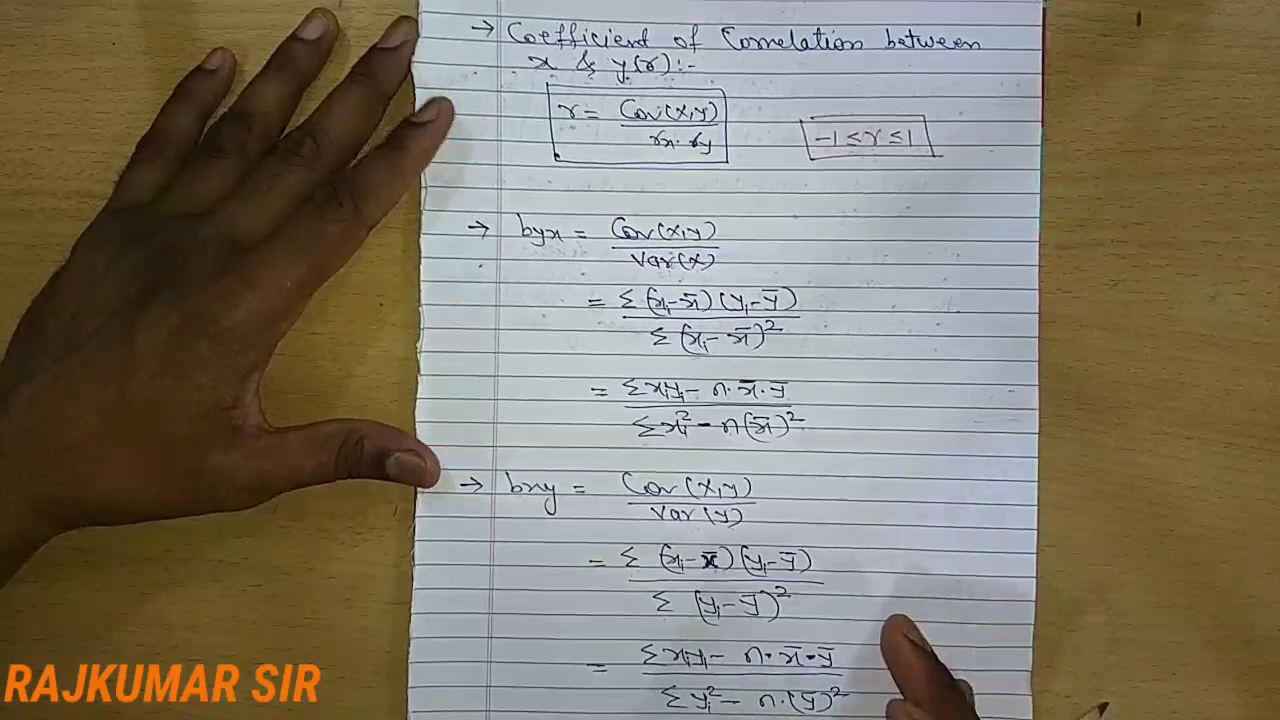 → Coefficient of Correlation between
x & y(r):-
r = Cov(x,y) / σx·σy
-1 ≤ r ≤ 1
→ byx = Cov(x,y) / Var(x)
= Σ(xi-x̄)(yi-ȳ) / Σ(xi-x̄)²
= Σxiyi - n·x̄·ȳ / Σxi² - n(x̄)²
→ bxy = Cov(x,y) / Var(y)
= Σ(xi-x̄)(yi-ȳ) / Σ(yi-ȳ)²
= Σxiyi - n·x̄·ȳ / Σyi² - n·(ȳ)²
RAJKUMAR SIR